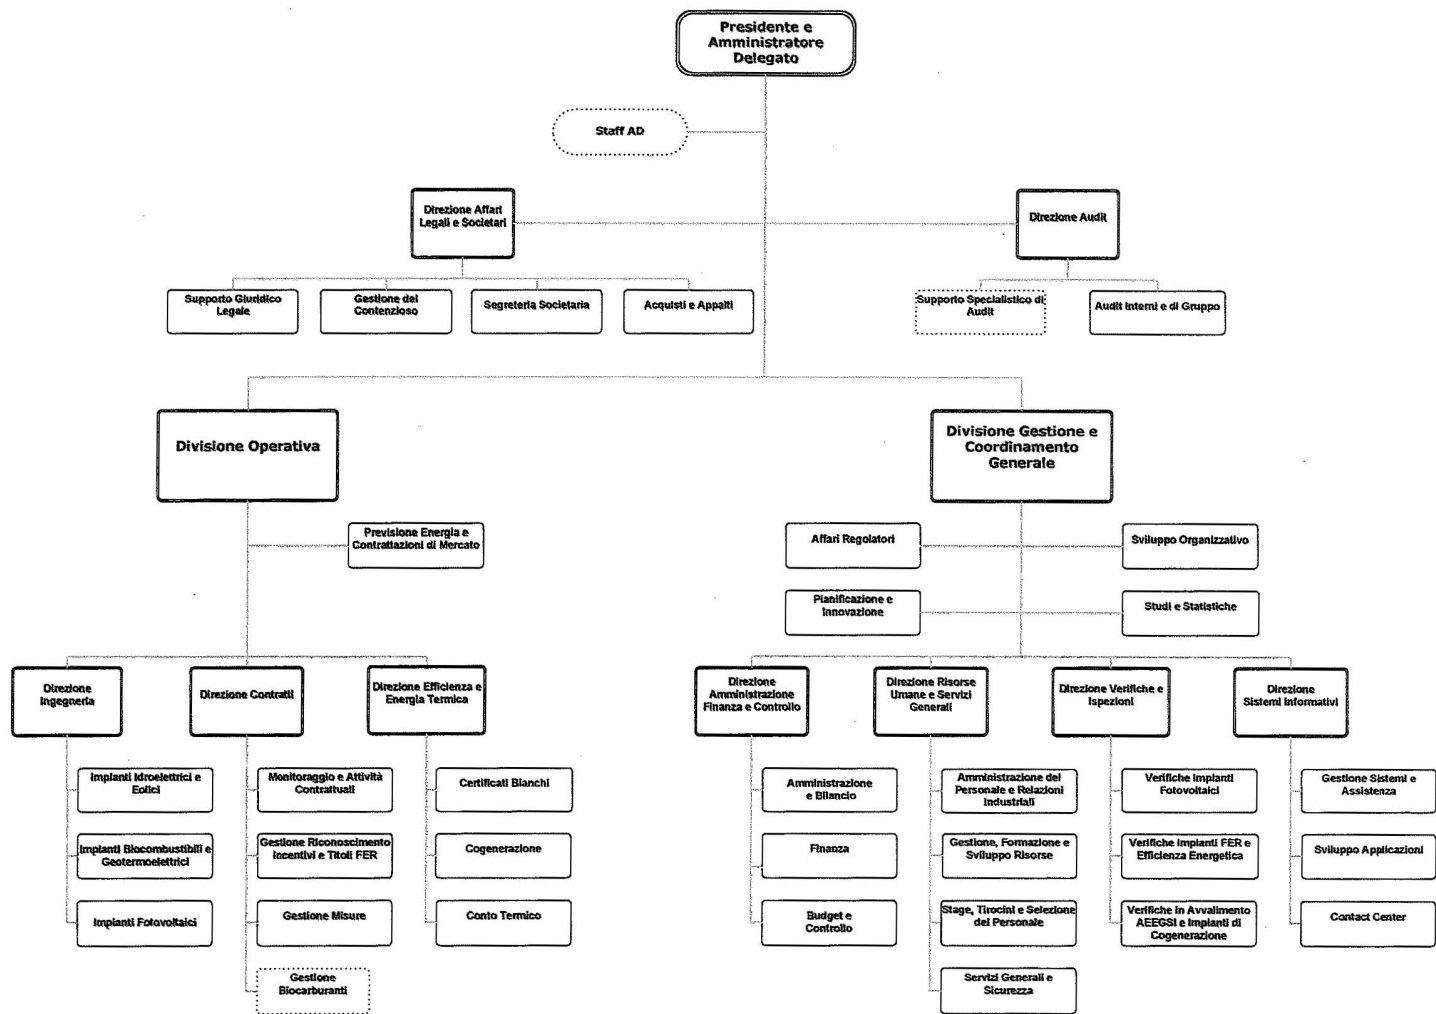 Presidente e
Amministratore
Delegato
Staff AD
Direzione Affari
Legali e Societari
Direzione Audit
Supporto Giuridico
Legale
Gestione del
Contenzioso
Segreteria Societaria
Acquisti e Appalti
Supporto Specialistico di
Audit
Audit Interni e di Gruppo
Divisione Operativa
Divisione Gestione e
Coordinamento
Generale
Previsione Energia e
Contrattazioni di Mercato
Affari Regolatori
Sviluppo Organizzativo
Pianificazione e
Innovazione
Studi e Statistiche
Direzione
Ingegneria
Direzione Contratti
Direzione Efficienza e
Energia Termica
Direzione
Amministrazione
Finanza e Controllo
Direzione Risorse
Umane e Servizi
Generali
Direzione Verifiche e
Ispezioni
Direzione
Sistemi Informativi
Impianti Idroelettrici e
Eolici
Monitoraggio e Attività
Contrattuali
Certificati Bianchi
Amministrazione
e Bilancio
Amministrazione del
Personale e Relazioni
Industriali
Verifiche Impianti
Fotovoltaici
Gestione Sistemi e
Assistenza
Impianti Biocombustibili e
Geotermoelettrici
Gestione Riconoscimento
Incentivi e Titoli FER
Cogenerazione
Finanza
Gestione, Formazione e
Sviluppo Risorse
Verifiche Impianti FER e
Efficienza Energetica
Sviluppo Applicazioni
Impianti Fotovoltaici
Gestione Misure
Conto Termico
Budget e
Controllo
Stage, Tirocini e Selezione
del Personale
Verifiche in Avvalimento
AEEGSI e Impianti di
Cogenerazione
Contact Center
Gestione
Biocarburanti
Servizi Generali e
Sicurezza